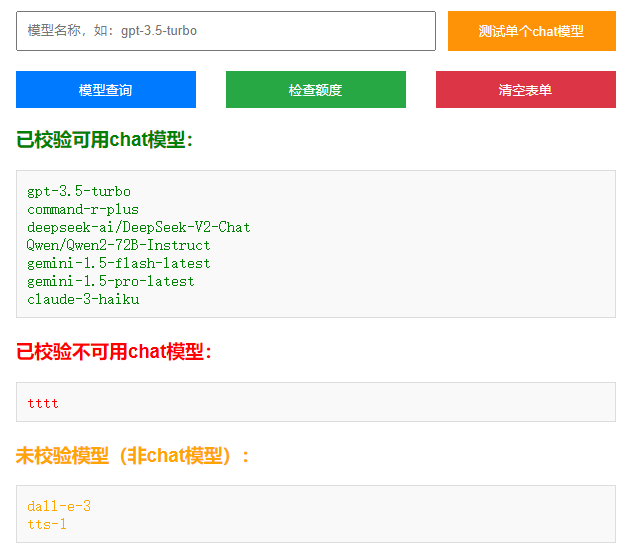 模型名称，如：gpt-3.5-turbo
测试单个chat模型
模型查询
检查额度
清空表单
已校验可用chat模型：
gpt-3.5-turbo
command-r-plus
deepseek-ai/DeepSeek-V2-Chat
Qwen/Qwen2-72B-Instruct
gemini-1.5-flash-latest
gemini-1.5-pro-latest
claude-3-haiku
已校验不可用chat模型：
tttt
未校验模型（非chat模型）：
dall-e-3
tts-1